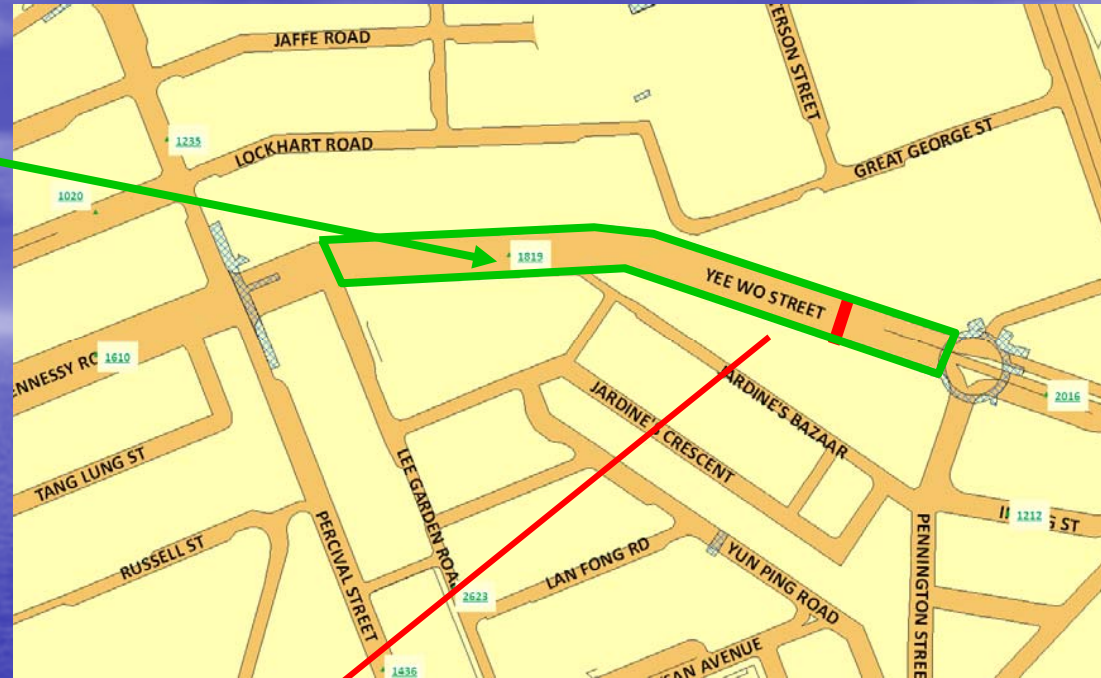 JAFFE ROAD
ERSON STREET
1235
LOCKHART ROAD
GREAT GEORGE ST
1020
1819
YEE WO STREET
1610
ENNESSY RO
2016
JARDINE'S BAZAAR
JARDINE'S CRESCENT
TANG LUNG ST
LEE GARDEN ROAD
1212
G ST
RUSSELL ST
PERCIVAL STREET
LAN FONG RD
YUN PING ROAD
PENNINGTON STREE
2623
SAN AVENUE
1436